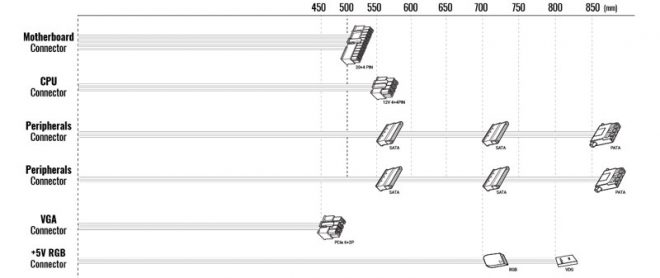 450 500 550 600 650 700 750 800 850 (mm)
Motherboard
Connector
20+4 PIN
CPU
Connector
12V 4+4PIN
Peripherals
Connector
SATA SATA PATA
Peripherals
Connector
SATA SATA PATA
VGA
Connector
PCIe 6+2P
+5V RGB
Connector
RGB VDG